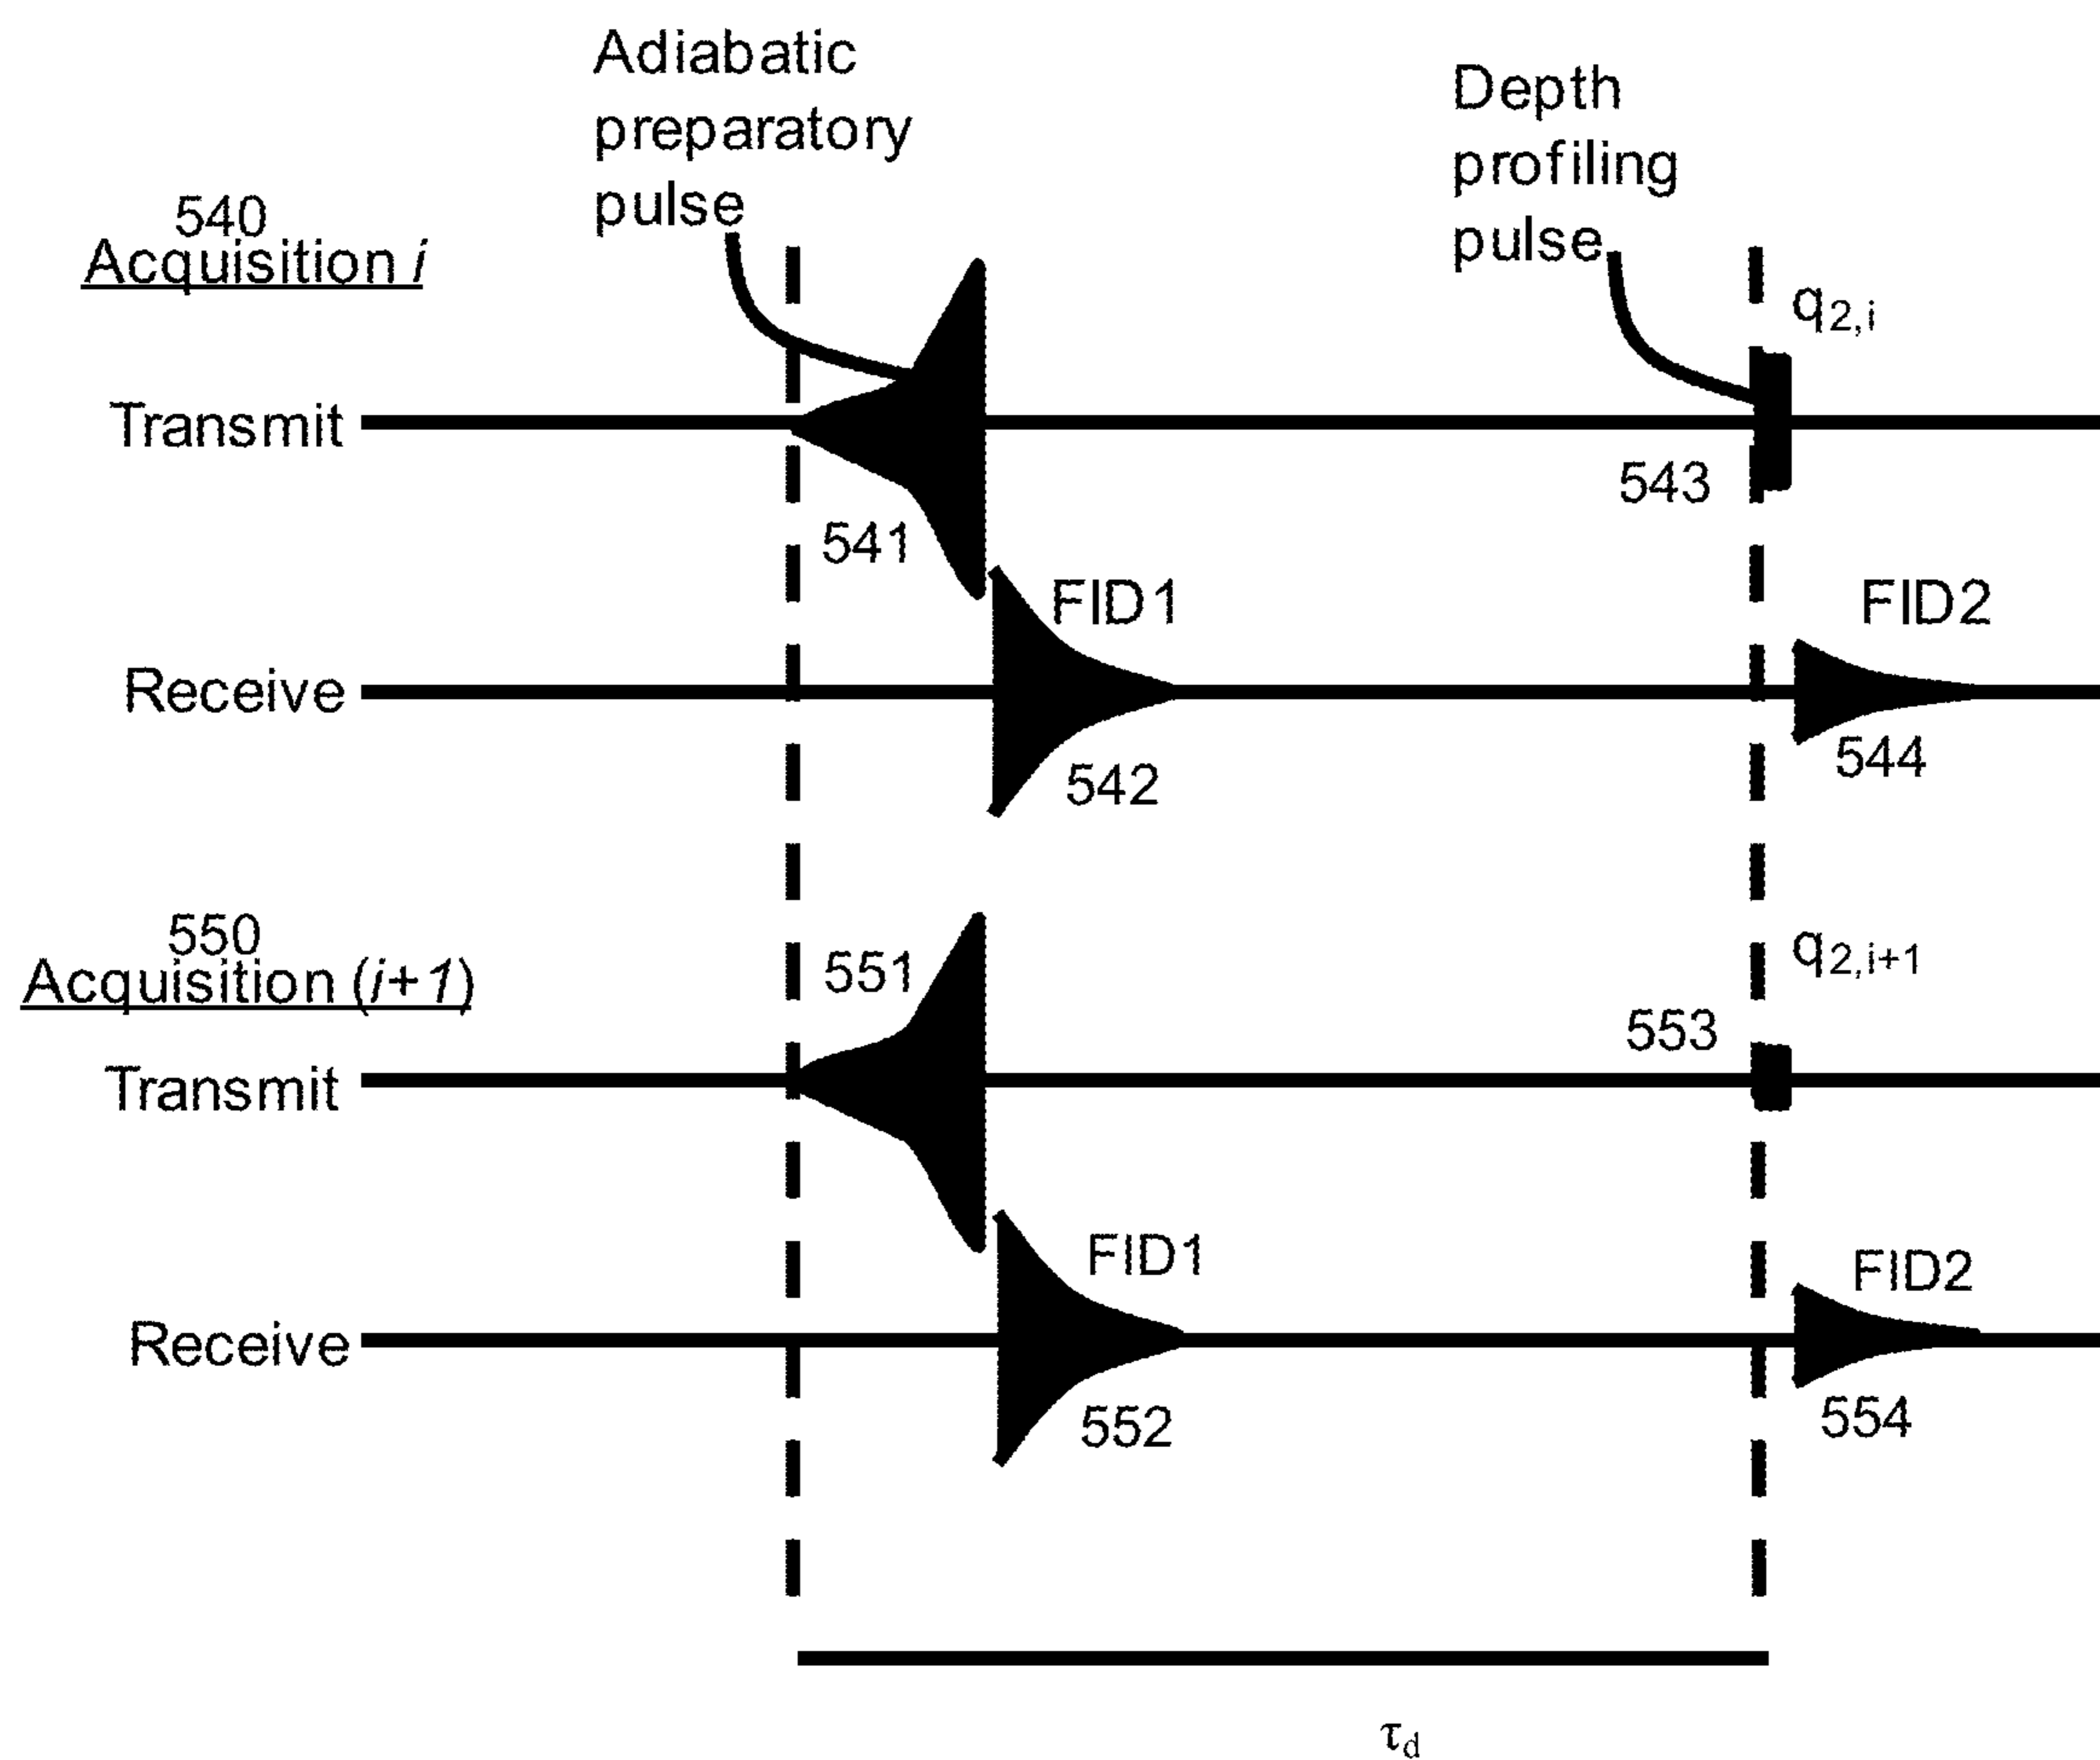 Adiabatic
preparatory
pulse
Depth
profiling
pulse
540
Acquisition i
q2,i
Transmit
543
541
FID1
FID2
Receive
544
542
550
Acquisition (i+1)
551
q2,i+1
553
Transmit
FID1
FID2
Receive
552
554
τd